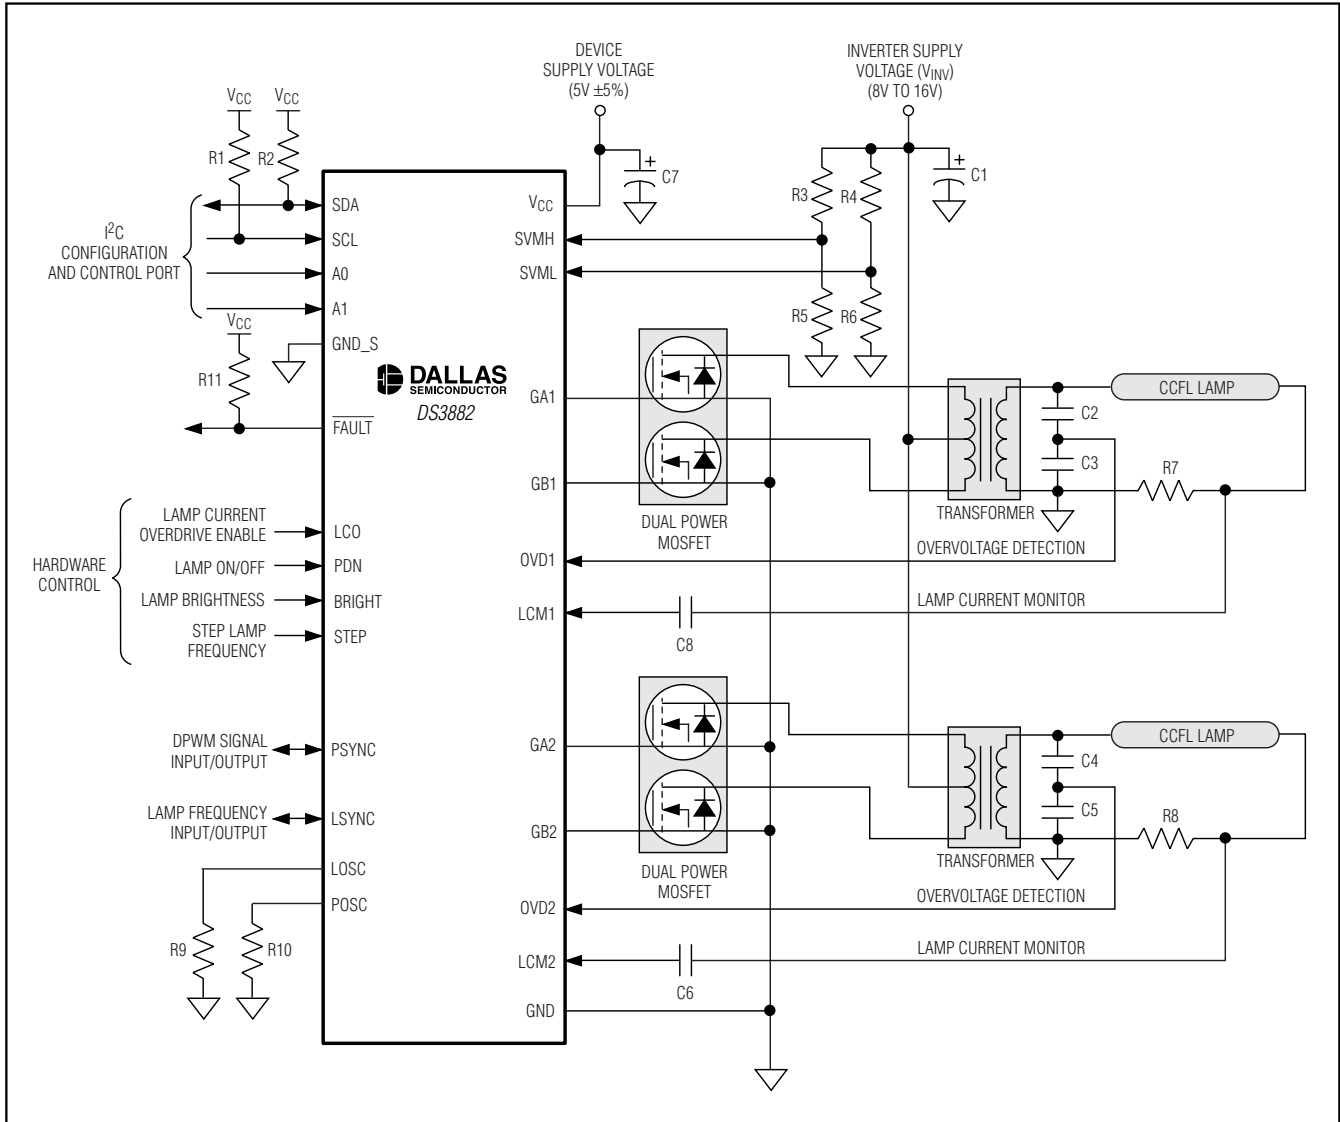 DEVICE
SUPPLY VOLTAGE
(5V ±5%)
INVERTER SUPPLY
VOLTAGE (VINV)
(8V TO 16V)
VCC
VCC
R1
R2
C7
C1
R3
R4
I2C
CONFIGURATION
AND CONTROL PORT
SDA
SCL
A0
A1
VCC
GND_S
R11
FAULT
DALLAS
SEMICONDUCTOR
DS3882
VCC
SVMH
SVML
R5
R6
GA1
GB1
DUAL POWER
MOSFET
TRANSFORMER
CCFL LAMP
C2
C3
R7
OVD1
OVERVOLTAGE DETECTION
LCM1
LAMP CURRENT MONITOR
C8
HARDWARE
CONTROL
LAMP CURRENT
OVERDRIVE ENABLE
LCO
LAMP ON/OFF
PDN
LAMP BRIGHTNESS
BRIGHT
STEP LAMP
FREQUENCY
STEP
DPWM SIGNAL
INPUT/OUTPUT
PSYNC
LAMP FREQUENCY
INPUT/OUTPUT
LSYNC
LOSC
POSC
R9
R10
GA2
GB2
DUAL POWER
MOSFET
TRANSFORMER
CCFL LAMP
C4
C5
R8
OVD2
OVERVOLTAGE DETECTION
LCM2
LAMP CURRENT MONITOR
C6
GND